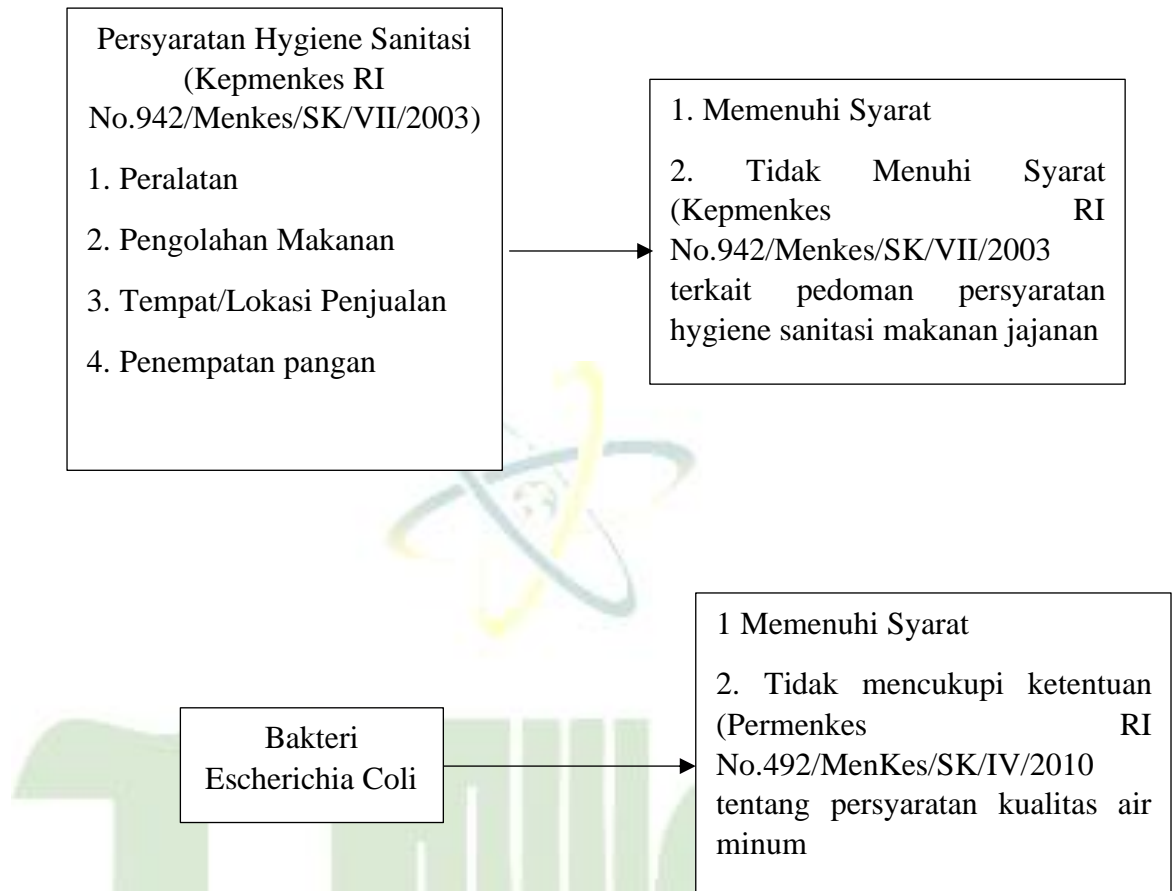 Persyaratan Hygiene Sanitasi
(Kepmenkes RI
No.942/Menkes/SK/VII/2003)
1. Peralatan
2. Pengolahan Makanan
3. Tempat/Lokasi Penjualan
4. Penempatan pangan
1. Memenuhi Syarat
2. Tidak Menuhi Syarat
(Kepmenkes RI
No.942/Menkes/SK/VII/2003
terkait pedoman persyaratan
hygiene sanitasi makanan jajanan
Bakteri
Escherichia Coli
1 Memenuhi Syarat
2. Tidak mencukupi ketentuan
(Permenkes RI
No.492/MenKes/SK/IV/2010
tentang persyaratan kualitas air
minum